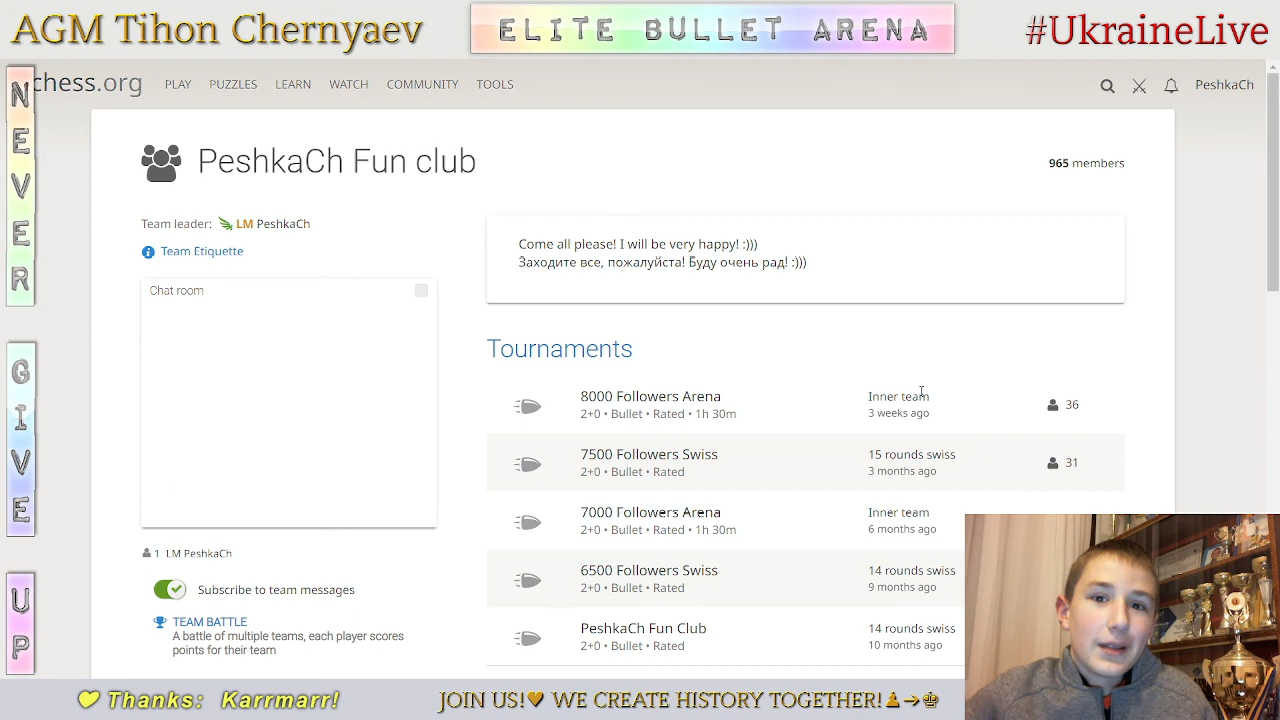 AGM Tihon Chernyaev
ELITE BULLET ARENA
#UkraineLive
NEVER
GIVE
UP
chess.org
PLAY
PUZZLES
LEARN
WATCH
COMMUNITY
TOOLS
PeshkaCh
PeshkaCh Fun club
965 members
Team leader: LM PeshkaCh
Team Etiquette
Chat room
Come all please! I will be very happy! :)))
Заходите все, пожалуйста! Буду очень рад! :)))
Tournaments
8000 Followers Arena
2+0 • Bullet • Rated • 1h 30m
Inner team
3 weeks ago
36
7500 Followers Swiss
2+0 • Bullet • Rated
15 rounds swiss
3 months ago
31
7000 Followers Arena
2+0 • Bullet • Rated • 1h 30m
Inner team
6 months ago
6500 Followers Swiss
2+0 • Bullet • Rated
14 rounds swiss
9 months ago
PeshkaCh Fun Club
2+0 • Bullet • Rated
14 rounds swiss
10 months ago
1 LM PeshkaCh
Subscribe to team messages
TEAM BATTLE
A battle of multiple teams, each player scores
points for their team
Thanks: Karrmarr!
JOIN US!🧡 WE CREATE HISTORY TOGETHER!♟→♚